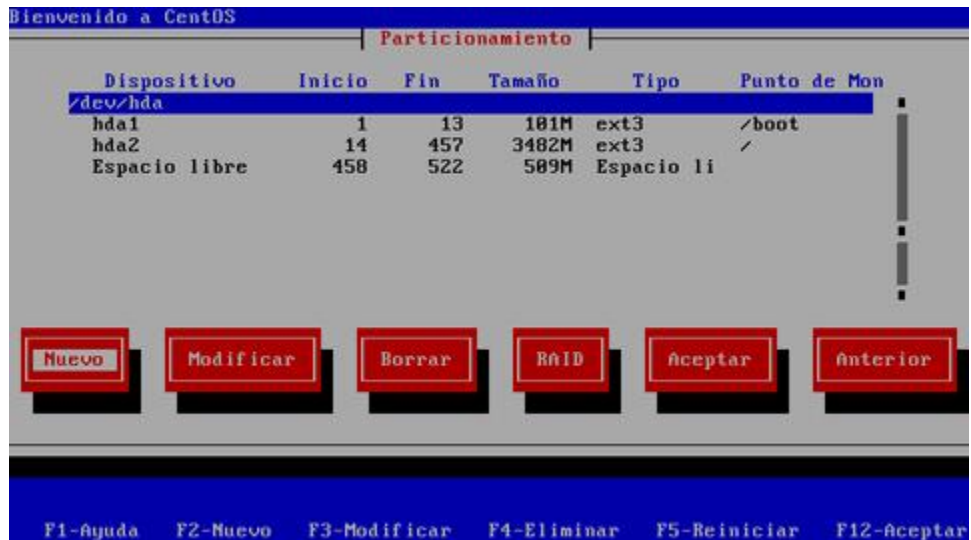 Bienvenido a CentOS
Particionamiento
Dispositivo Inicio Fin Tamaño Tipo Punto de Mon
/dev/hda
hda1 1 13 101M ext3 /boot
hda2 14 457 3482M ext3 /
Espacio libre 458 522 509M Espacio li
Nuevo Modificar Borrar RAID Aceptar Anterior
F1-Ayuda F2-Nuevo F3-Modificar F4-Eliminar F5-Reiniciar F12-Aceptar